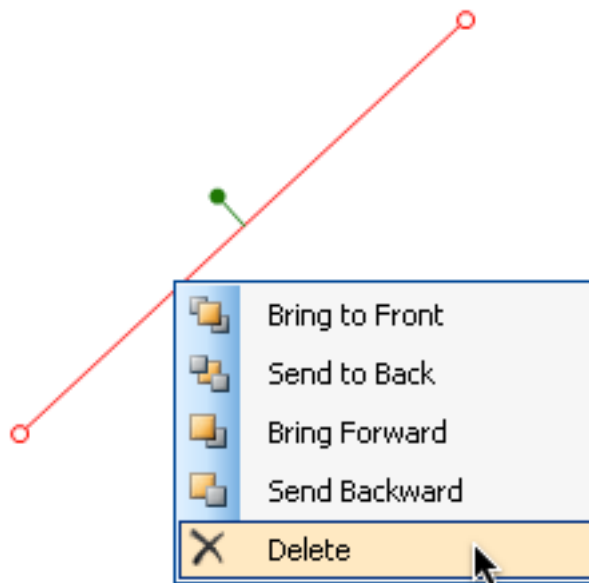 Bring to Front
Send to Back
Bring Forward
Send Backward
Delete